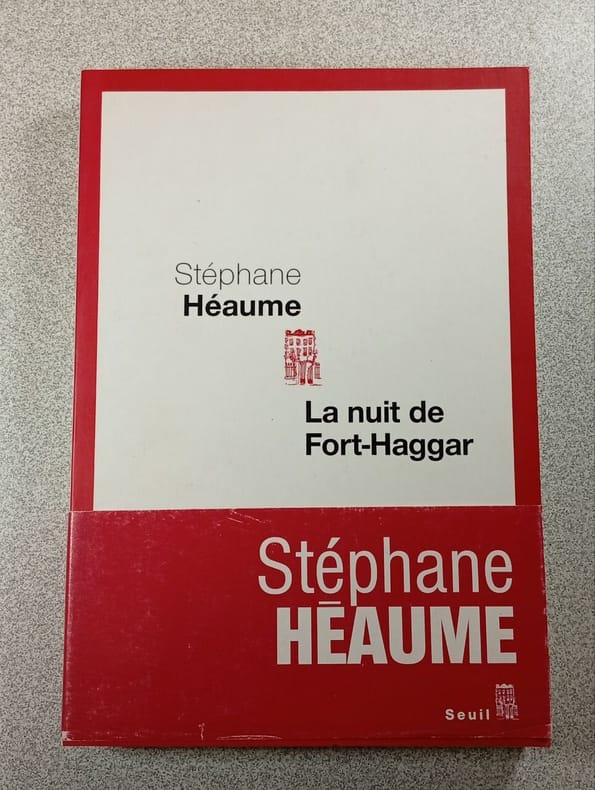 Stéphane
Héaume
La nuit de
Fort-Haggar
Stéphane
HÉAUME
Seuil